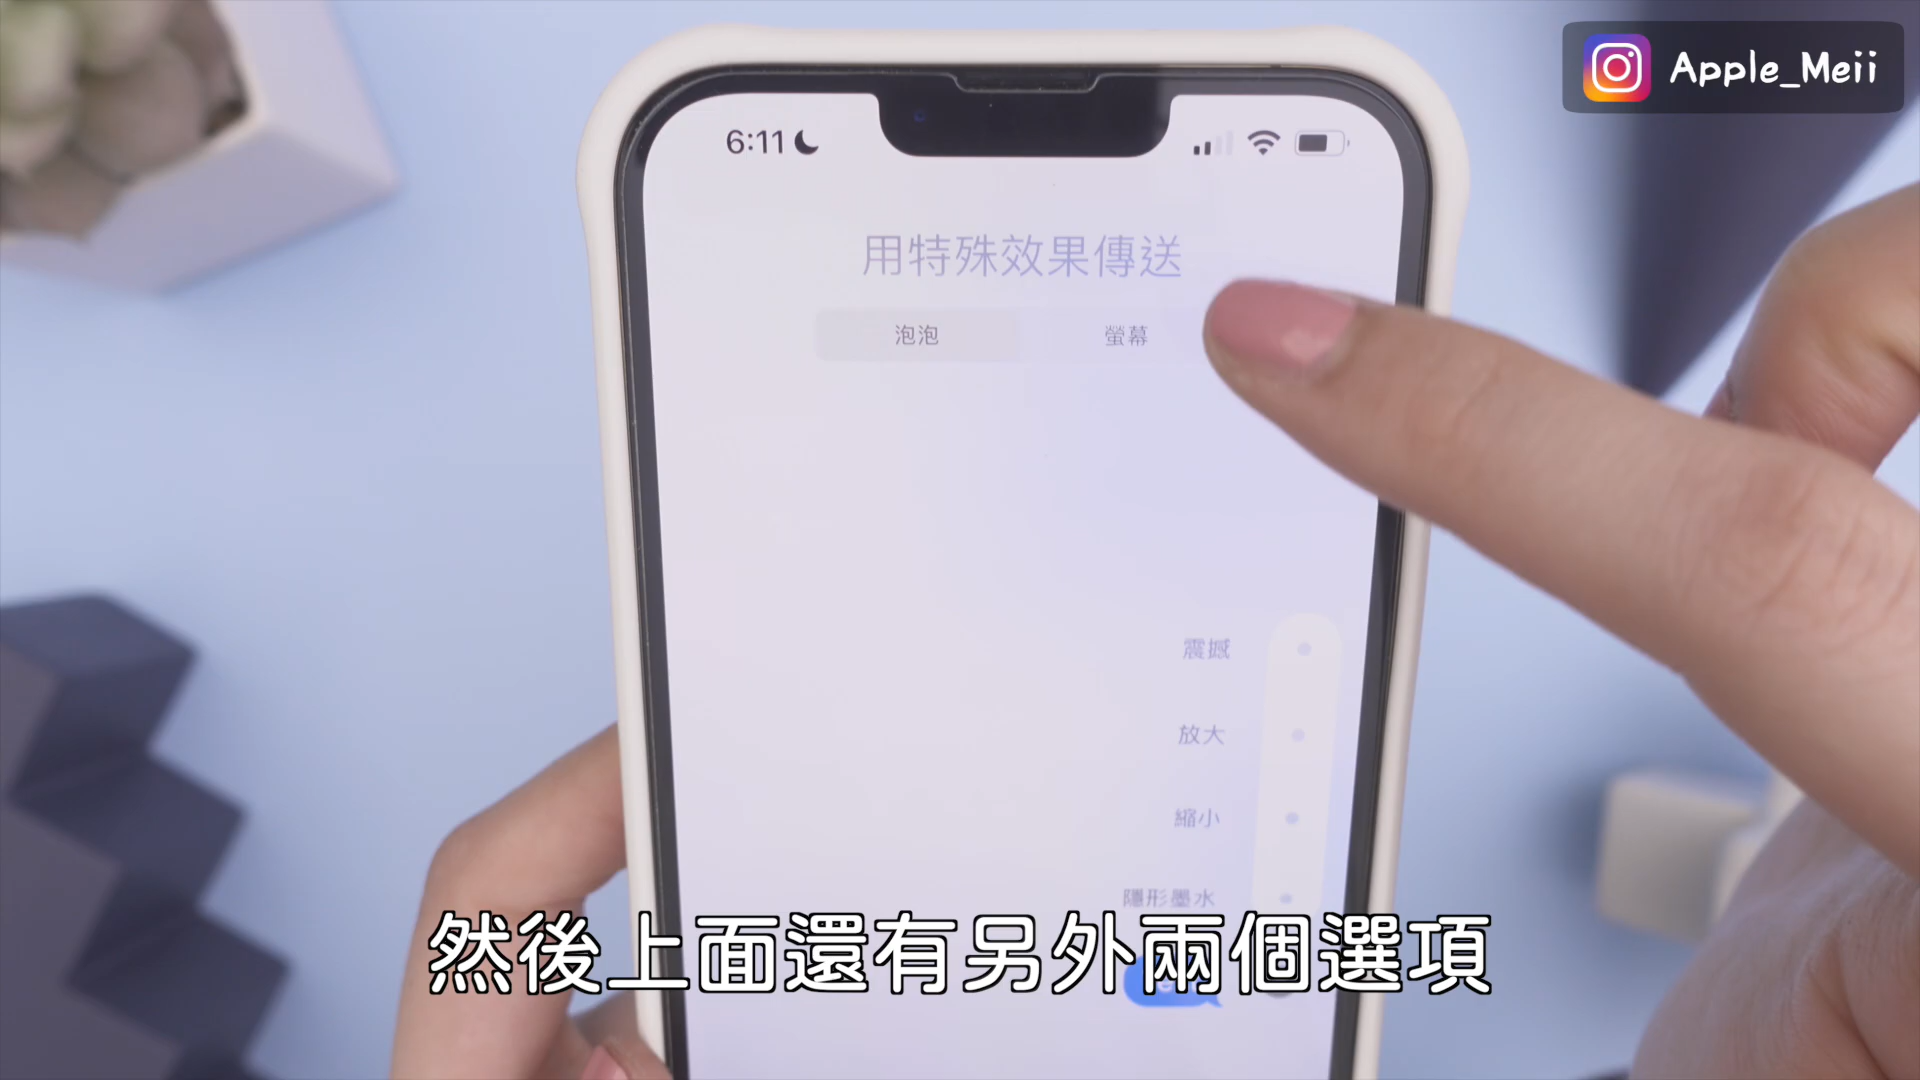 Apple_Meii
6:11
用特殊效果傳送
泡泡
螢幕
震撼
放大
縮小
隱形墨水
然後上面還有另外兩個選項